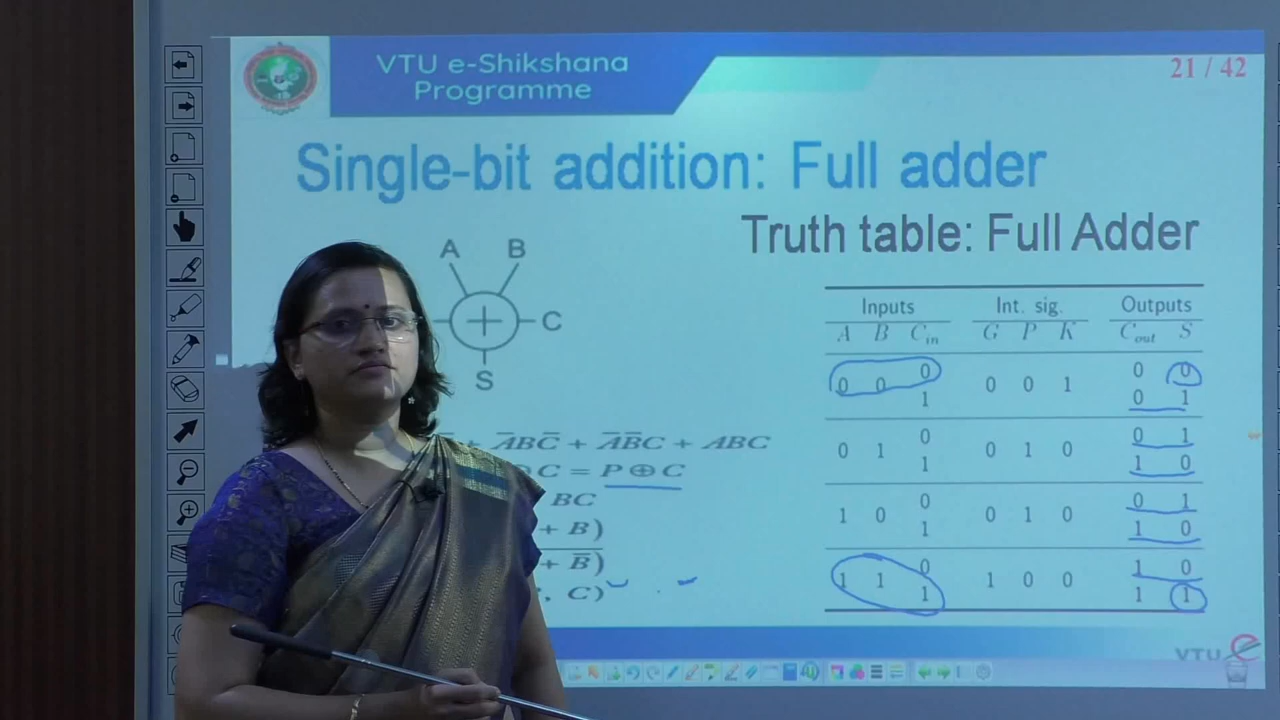 VTU e-Shikshana
Programme
21 / 42
Single-bit addition: Full adder
Truth table: Full Adder
A B
C
S
Inputs Int. sig. Outputs
A B C_in G P K C_out S
0 0 0 0 0 1 0 0
1 0 1
0 1 0 0 1 0 0 1
1 1 0
1 0 0 0 1 0 0 1
1 1 0
1 1 0 1 0 0 1 0
1 1 1
+ A̅BC̅ + A̅B̅C + ABC
C = P ⊕ C
BC
+ B)
+ B̅)
, C)
VTU e